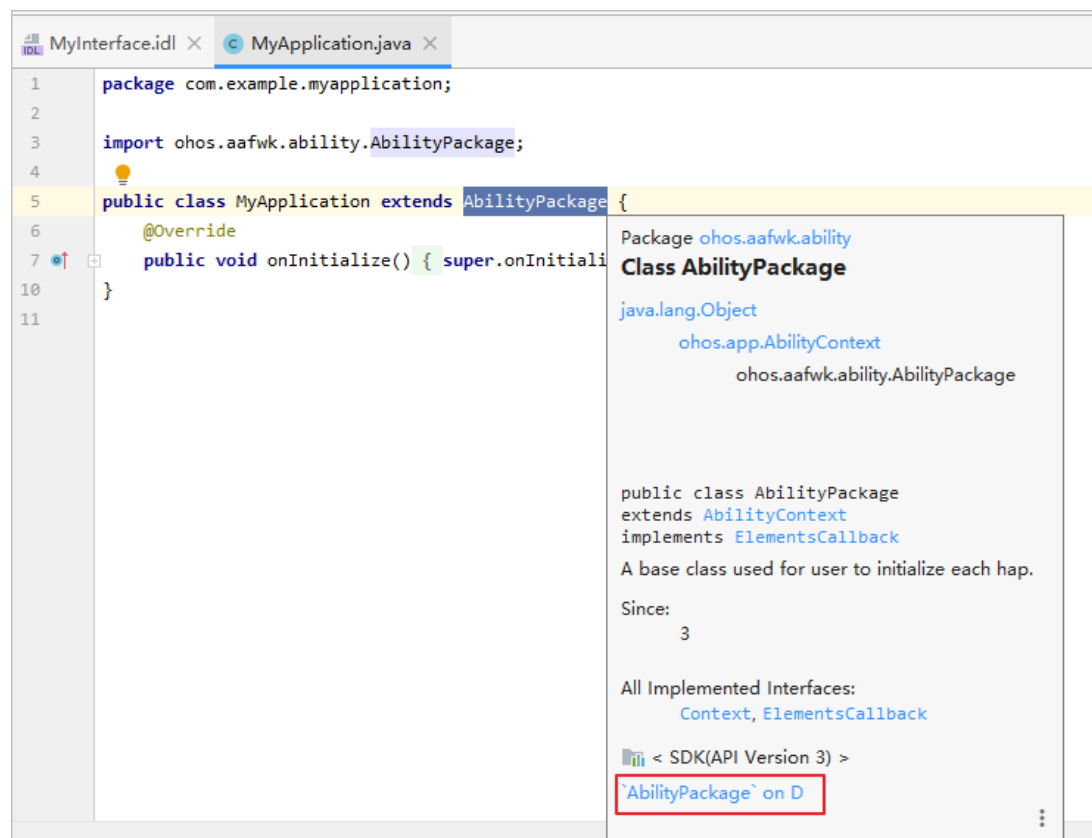 IDL MyInterface.idl × C MyApplication.java ×
1 package com.example.myapplication;
2
3 import ohos.aafwk.ability.AbilityPackage;
4
5 public class MyApplication extends AbilityPackage {
6 @Override
7 public void onInitialize() { super.onInitiali
10 }
11
Package ohos.aafwk.ability
Class AbilityPackage
java.lang.Object
ohos.app.AbilityContext
ohos.aafwk.ability.AbilityPackage
public class AbilityPackage
extends AbilityContext
implements ElementsCallback
A base class used for user to initialize each hap.
Since:
3
All Implemented Interfaces:
Context, ElementsCallback
< SDK(API Version 3) >
`AbilityPackage` on D